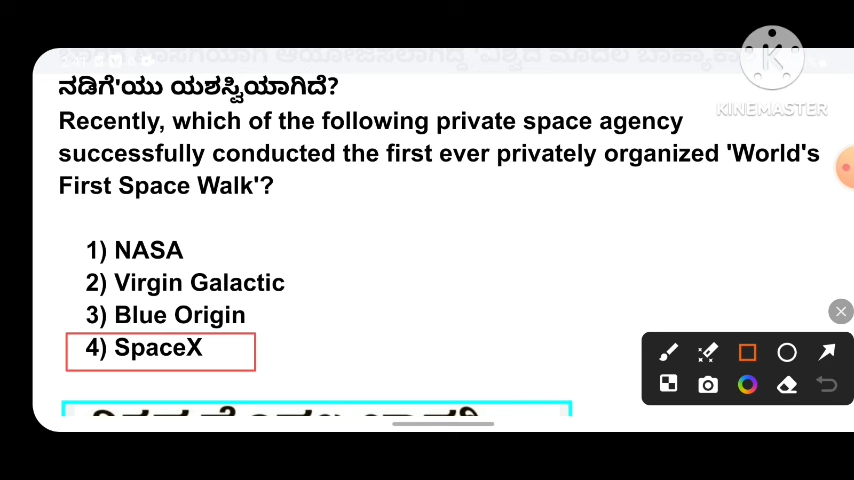 ನಡಿಗೆ'ಯು ಯಶಸ್ವಿಯಾಗಿದೆ?
Recently, which of the following private space agency
successfully conducted the first ever privately organized 'World's
First Space Walk'?
1) NASA
2) Virgin Galactic
3) Blue Origin
4) SpaceX
K
KINEMASTER